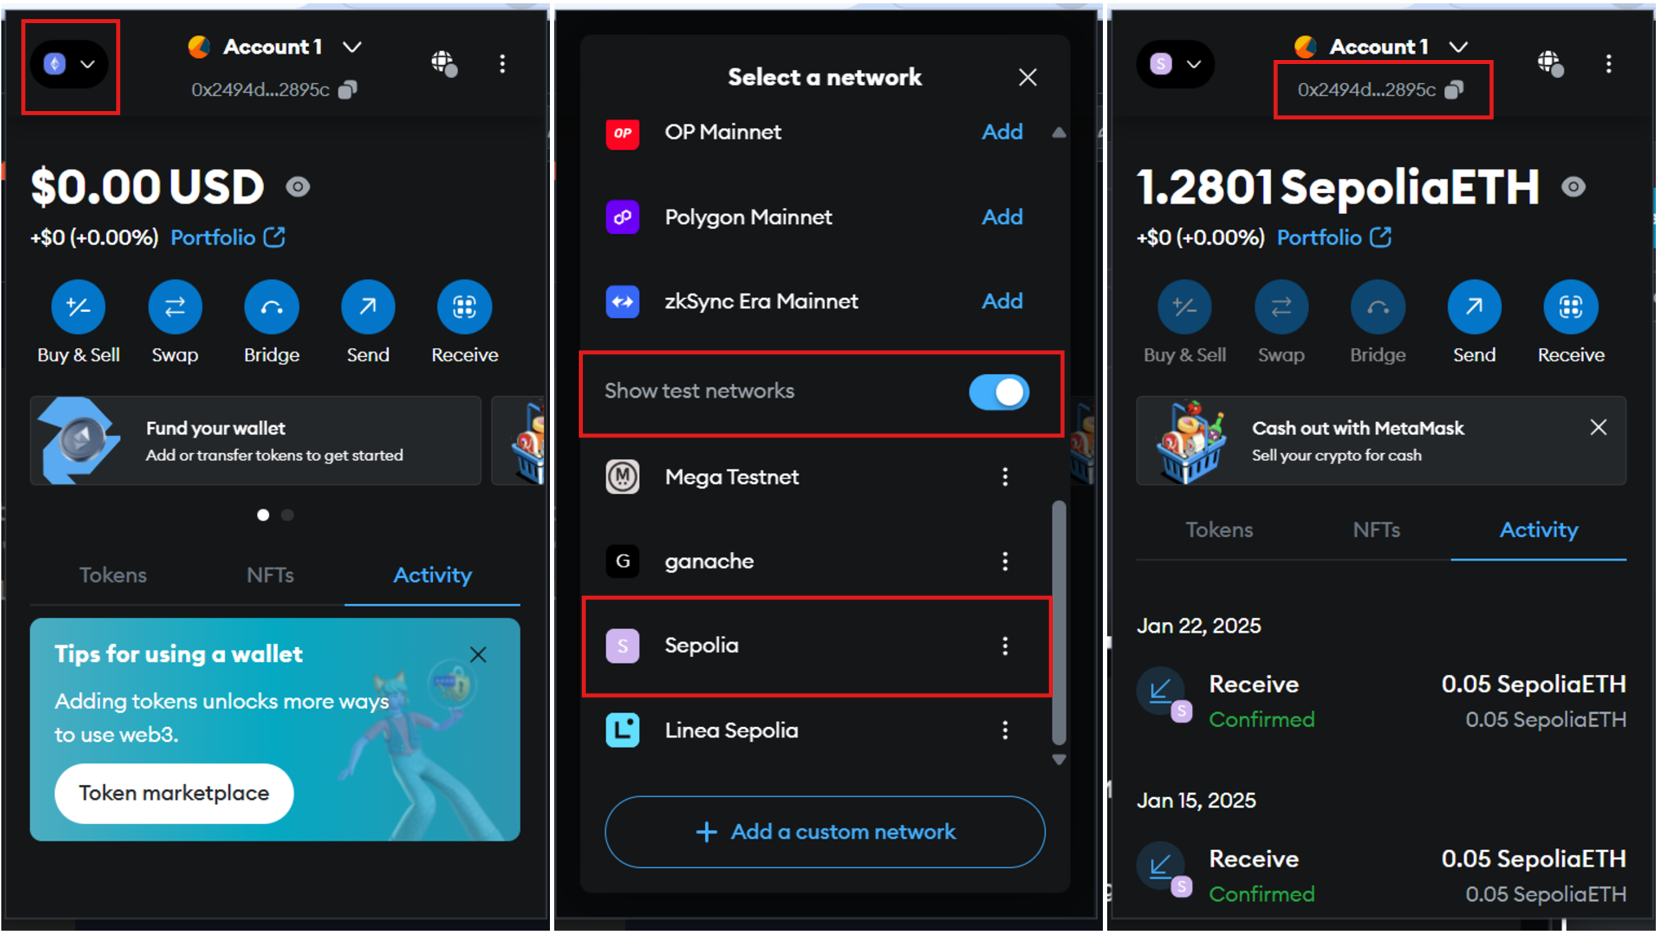 Account 1
0x2494d...2895c
$0.00 USD
+$0 (+0.00%) Portfolio
Buy & Sell Swap Bridge Send Receive
Fund your wallet
Add or transfer tokens to get started
Tokens NFTs Activity
Tips for using a wallet
Adding tokens unlocks more ways
to use web3.
Token marketplace
Select a network
OP OP Mainnet Add
Polygon Mainnet Add
zkSync Era Mainnet Add
Show test networks
M Mega Testnet
G ganache
S Sepolia
L Linea Sepolia
+ Add a custom network
S Account 1
0x2494d...2895c
1.2801 SepoliaETH
+$0 (+0.00%) Portfolio
Buy & Sell Swap Bridge Send Receive
Cash out with MetaMask
Sell your crypto for cash
Tokens NFTs Activity
Jan 22, 2025
Receive 0.05 SepoliaETH
S Confirmed 0.05 SepoliaETH
Jan 15, 2025
Receive 0.05 SepoliaETH
S Confirmed 0.05 SepoliaETH